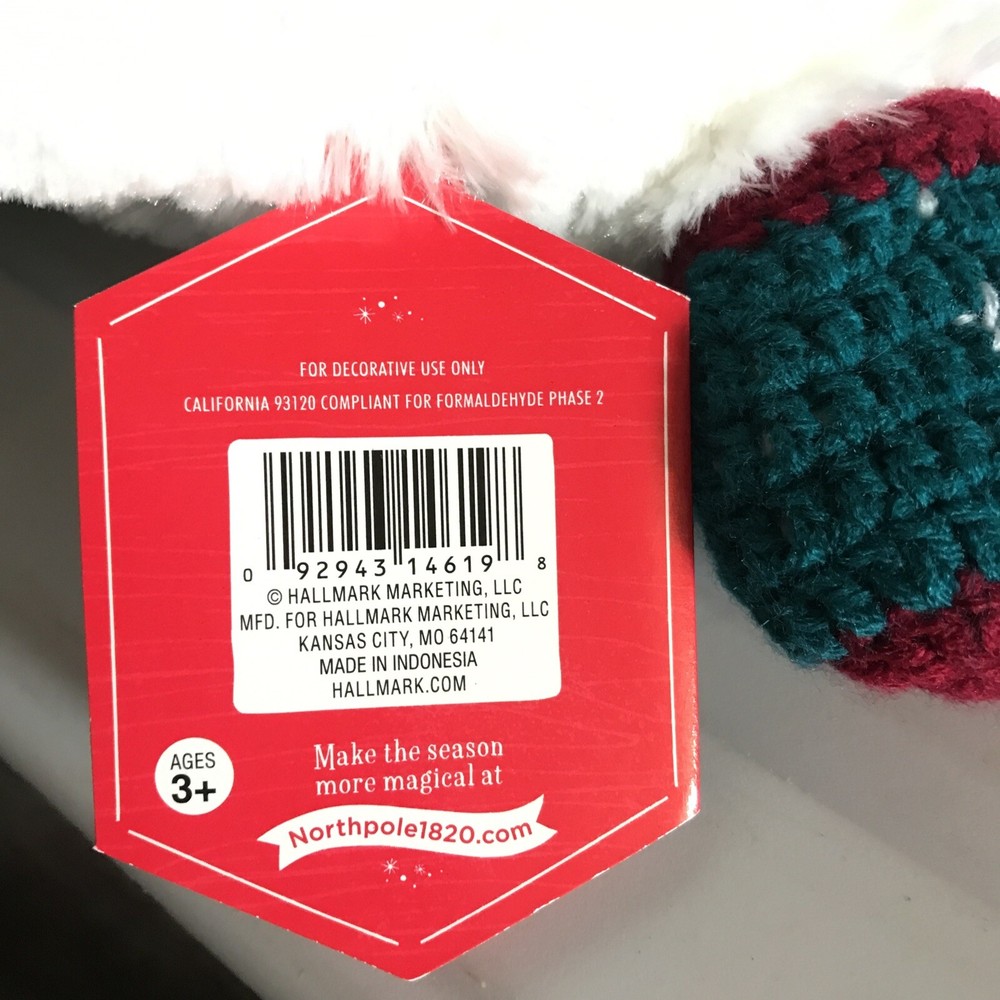 FOR DECORATIVE USE ONLY
CALIFORNIA 93120 COMPLIANT FOR FORMALDEHYDE PHASE 2
0 92943 14619 8
© HALLMARK MARKETING, LLC
MFD. FOR HALLMARK MARKETING, LLC
KANSAS CITY, MO 64141
MADE IN INDONESIA
HALLMARK.COM
AGES
3+
Make the season
more magical at
Northpole1820.com